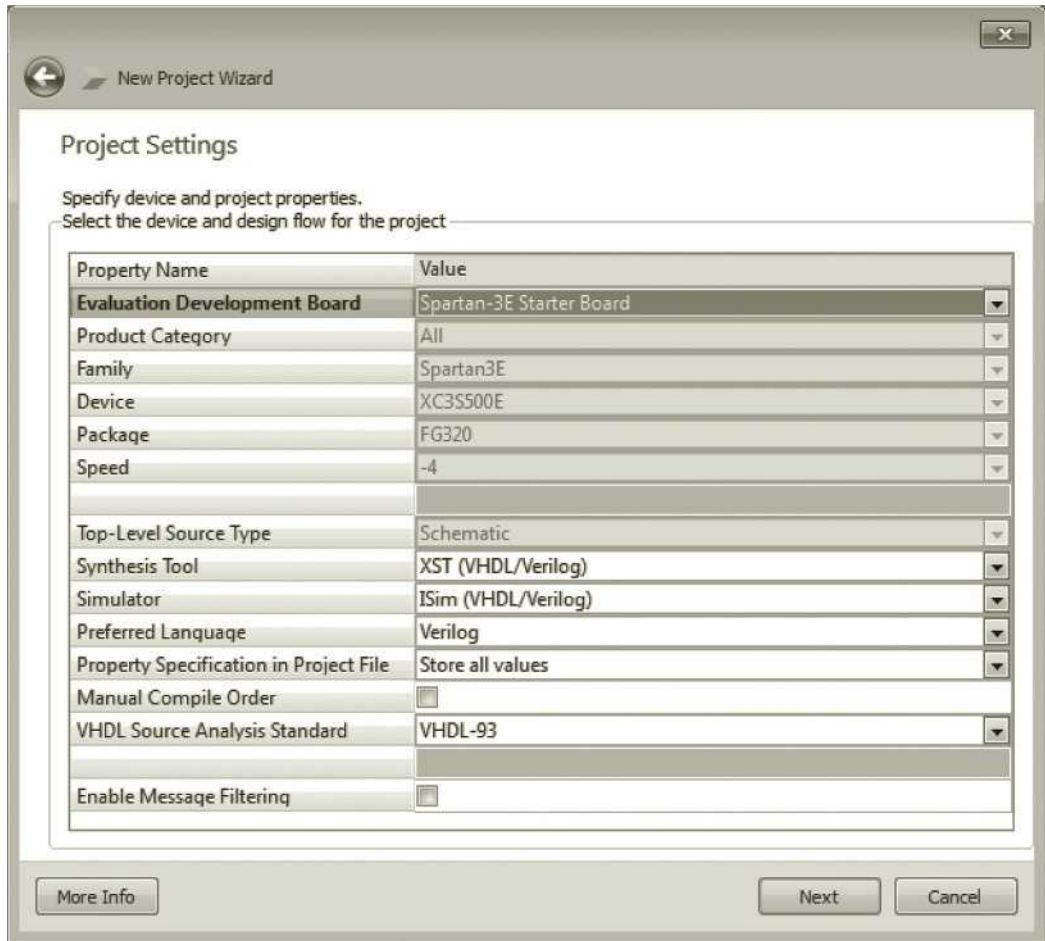 New Project Wizard
Project Settings
Specify device and project properties.
Select the device and design flow for the project
Property Name Value
Evaluation Development Board Spartan-3E Starter Board
Product Category All
Family Spartan3E
Device XC3S500E
Package FG320
Speed -4
Top-Level Source Type Schematic
Synthesis Tool XST (VHDL/Verilog)
Simulator ISim (VHDL/Verilog)
Preferred Language Verilog
Property Specification in Project File Store all values
Manual Compile Order
VHDL Source Analysis Standard VHDL-93
Enable Message Filtering
More Info Next Cancel